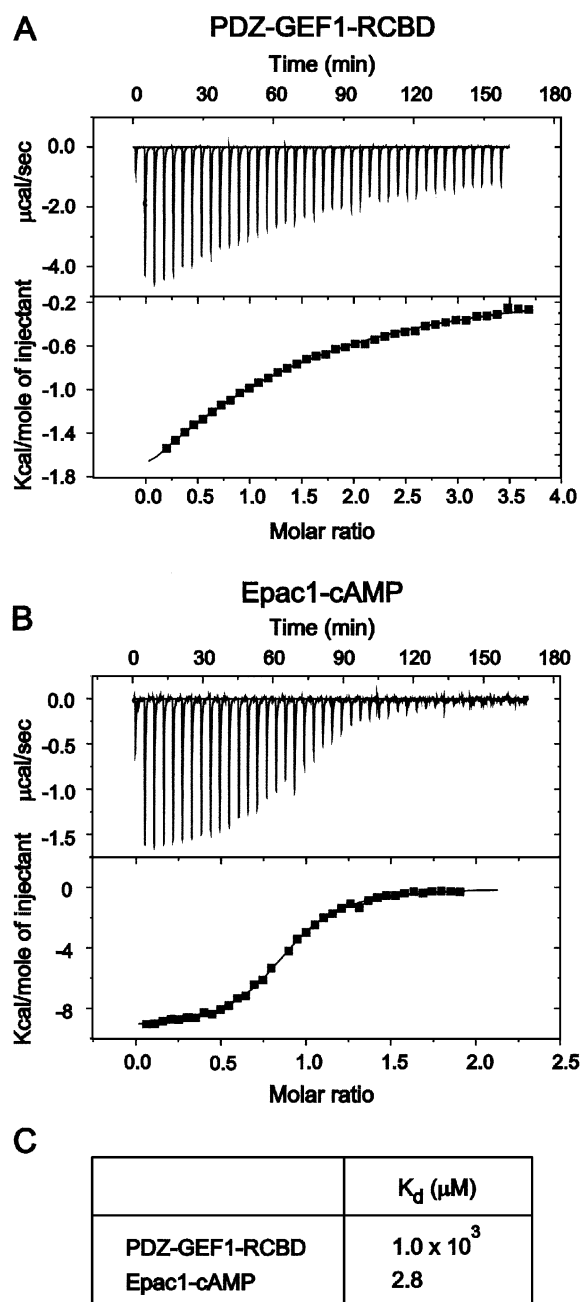 A
PDZ-GEF1-RCBD
Time (min)
0 30 60 90 120 150 180
0.0
-2.0
-4.0
μcal/sec
-0.2
-0.6
-1.0
-1.4
-1.8
Kcal/mole of injectant
0.0 0.5 1.0 1.5 2.0 2.5 3.0 3.5 4.0
Molar ratio
B
Epac1-cAMP
Time (min)
0 30 60 90 120 150 180
0.0
-0.5
-1.0
-1.5
μcal/sec
0
-4
-8
Kcal/mole of injectant
0.0 0.5 1.0 1.5 2.0 2.5
Molar ratio
C
Kd (μM)
PDZ-GEF1-RCBD 1.0 x 10³
Epac1-cAMP 2.8